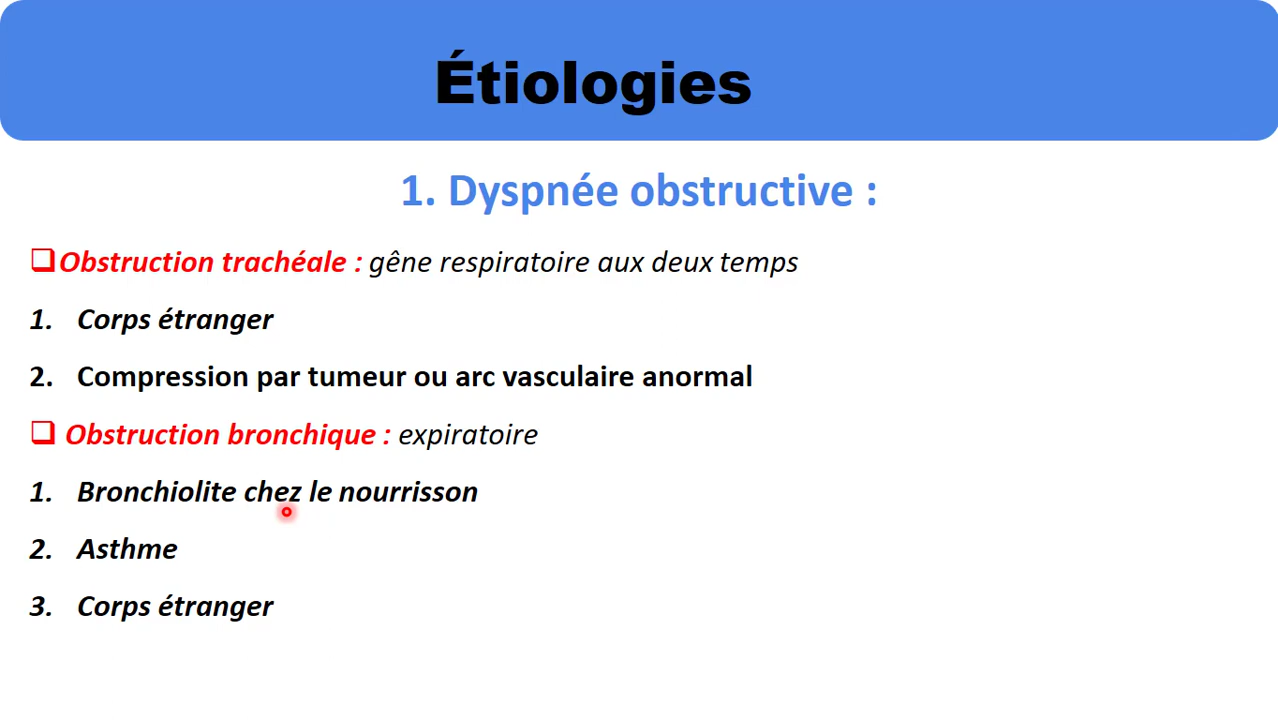 Étiologies
1. Dyspnée obstructive :
❑Obstruction trachéale : gêne respiratoire aux deux temps
1. Corps étranger
2. Compression par tumeur ou arc vasculaire anormal
❑ Obstruction bronchique : expiratoire
1. Bronchiolite chez le nourrisson
2. Asthme
3. Corps étranger